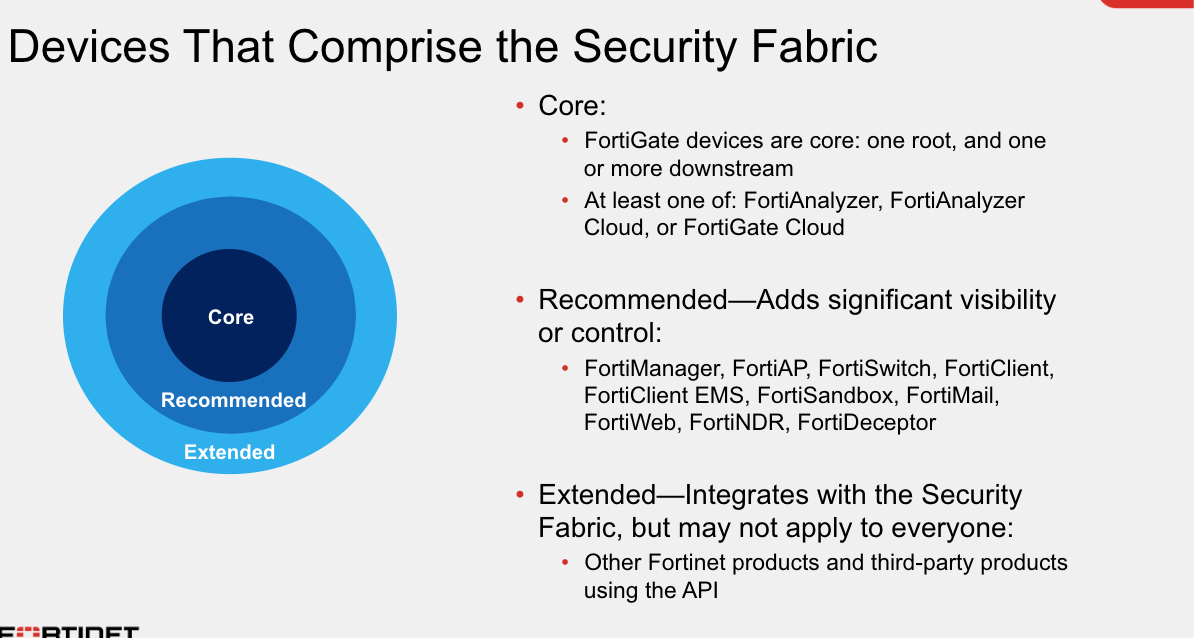 Devices That Comprise the Security Fabric
• Core:
• FortiGate devices are core: one root, and one
or more downstream
• At least one of: FortiAnalyzer, FortiAnalyzer
Cloud, or FortiGate Cloud
• Recommended—Adds significant visibility
or control:
• FortiManager, FortiAP, FortiSwitch, FortiClient,
FortiClient EMS, FortiSandbox, FortiMail,
FortiWeb, FortiNDR, FortiDeceptor
• Extended—Integrates with the Security
Fabric, but may not apply to everyone:
• Other Fortinet products and third-party products
using the API
Core
Recommended
Extended
FORTINET